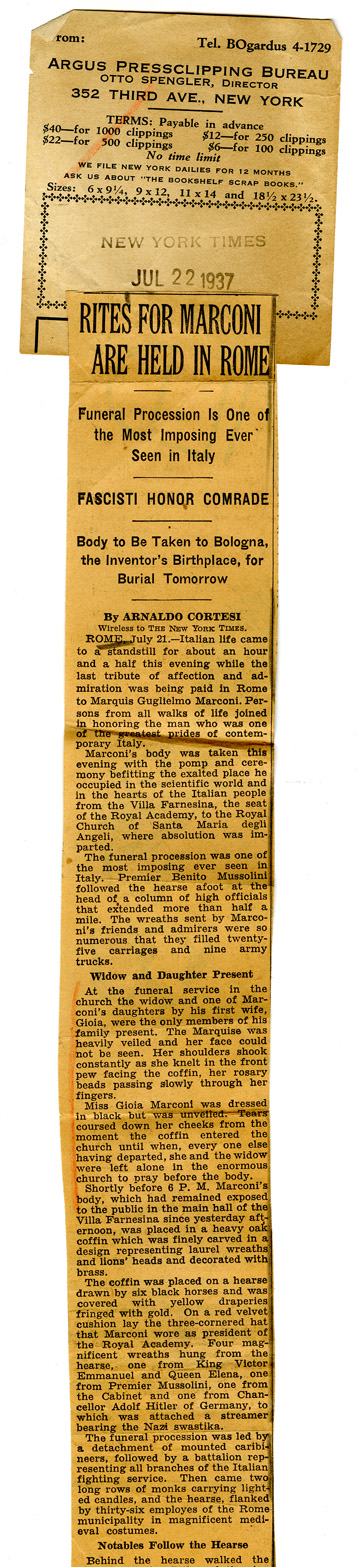 rom:
Tel. BOgardus 4-1729
ARGUS PRESSCLIPPING BUREAU
OTTO SPENGLER, DIRECTOR
352 THIRD AVE., NEW YORK
TERMS: Payable in advance
$40—for 1000 clippings $12—for 250 clippings
$22—for 500 clippings $6—for 100 clippings
No time limit
WE FILE NEW YORK DAILIES FOR 12 MONTHS
ASK US ABOUT "THE BOOKSHELF SCRAP BOOKS."
Sizes: 6 x 9¼, 9 x 12, 11 x 14 and 18½ x 23½.
NEW YORK TIMES
JUL 22 1937
RITES FOR MARCONI
ARE HELD IN ROME
Funeral Procession Is One of
the Most Imposing Ever
Seen in Italy
FASCISTI HONOR COMRADE
Body to Be Taken to Bologna,
the Inventor's Birthplace, for
Burial Tomorrow
By ARNALDO CORTESI
Wireless to THE NEW YORK TIMES.
ROME, July 21.—Italian life came
to a standstill for about an hour
and a half this evening while the
last tribute of affection and ad-
miration was being paid in Rome
to Marquis Guglielmo Marconi. Per-
sons from all walks of life joined
in honoring the man who was one
of the greatest prides of contem-
porary Italy.
Marconi's body was taken this
evening with the pomp and cere-
mony befitting the exalted place he
occupied in the scientific world and
in the hearts of the Italian people
from the Villa Farnesina, the seat
of the Royal Academy, to the Royal
Church of Santa Maria degli
Angeli, where absolution was im-
parted.
The funeral procession was one of
the most imposing ever seen in
Italy. Premier Benito Mussolini
followed the hearse afoot at the
head of a column of high officials
that extended more than half a
mile. The wreaths sent by Marco-
ni's friends and admirers were so
numerous that they filled twenty-
five carriages and nine army
trucks.
Widow and Daughter Present
At the funeral service in the
church the widow and one of Mar-
coni's daughters by his first wife,
Gioia, were the only members of his
family present. The Marquise was
heavily veiled and her face could
not be seen. Her shoulders shook
constantly as she knelt in the front
pew facing the coffin, her rosary
beads passing slowly through her
fingers.
Miss Gioia Marconi was dressed
in black but was unveiled. Tears
coursed down her cheeks from the
moment the coffin entered the
church until when, every one else
having departed, she and the widow
were left alone in the enormous
church to pray before the body.
Shortly before 6 P. M. Marconi's
body, which had remained exposed
to the public in the main hall of the
Villa Farnesina since yesterday aft-
ernoon, was placed in a heavy oak
coffin which was finely carved in a
design representing laurel wreaths
and lions' heads and decorated with
brass.
The coffin was placed on a hearse
drawn by six black horses and was
covered with yellow draperies
fringed with gold. On a red velvet
cushion lay the three-cornered hat
that Marconi wore as president of
the Royal Academy. Four mag-
nificent wreaths hung from the
hearse, one from King Victor
Emmanuel and Queen Elena, one
from Premier Mussolini, one from
the Cabinet and one from Chan-
cellor Adolf Hitler of Germany, to
which was attached a streamer
bearing the Nazi swastika.
The funeral procession was led by
a detachment of mounted caribi-
neers, followed by a battalion rep-
resenting all branches of the Italian
fighting service. Then came two
long rows of monks carrying light-
ed candles, and the hearse, flanked
by thirty-six employes of the Rome
municipality in magnificent medi-
eval costumes.
Notables Follow the Hearse
Behind the hearse walked the